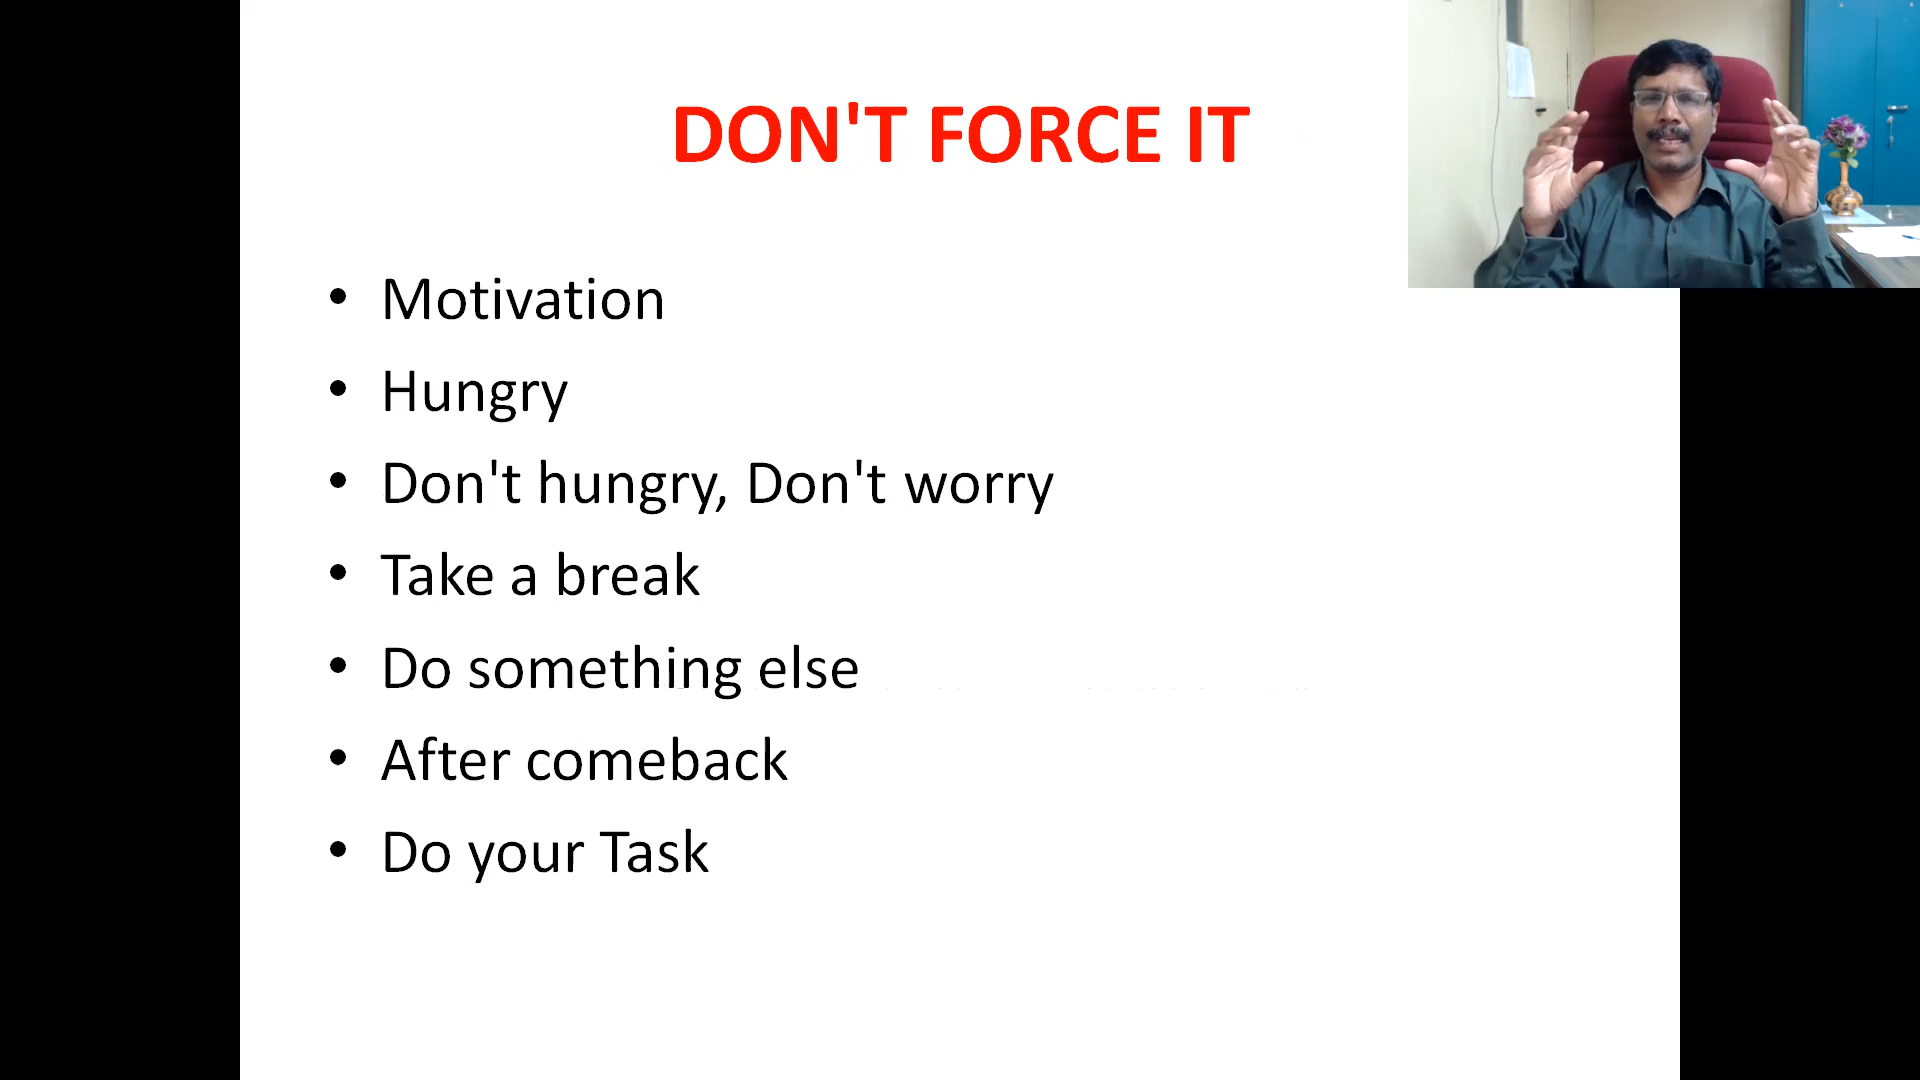 DON'T FORCE IT
• Motivation
• Hungry
• Don't hungry, Don't worry
• Take a break
• Do something else
• After comeback
• Do your Task